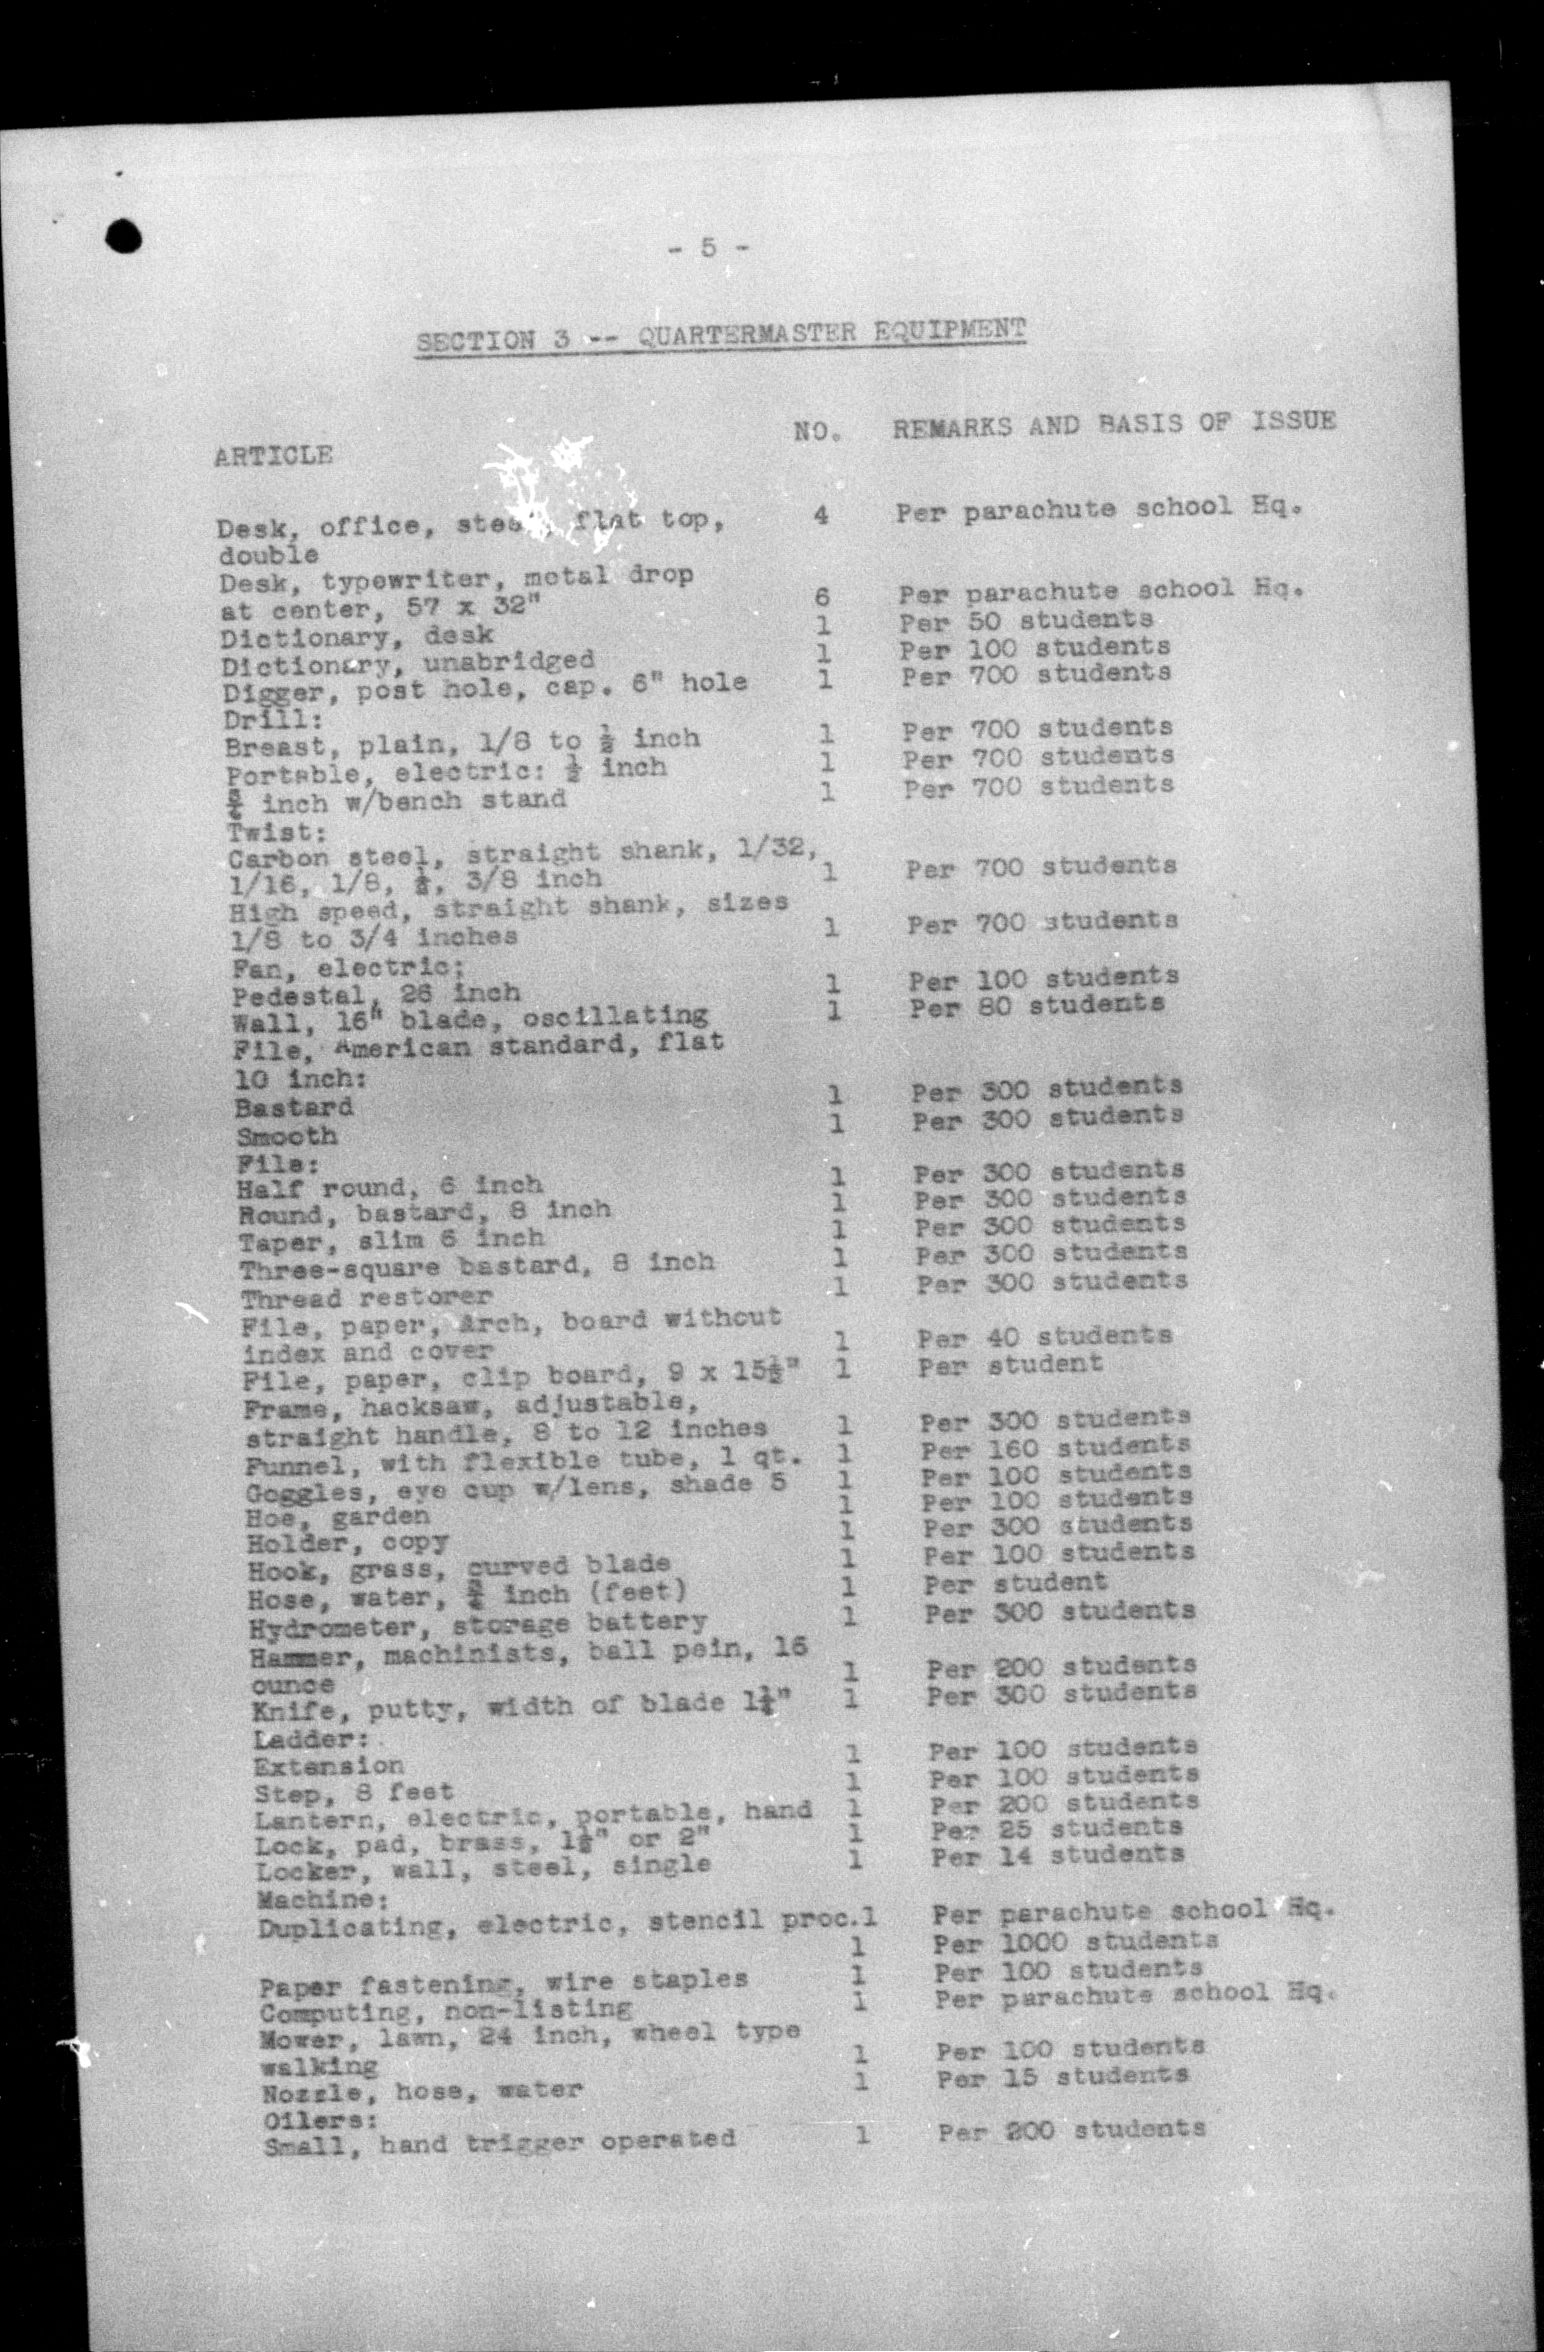 - 5 -
SECTION 3 -- QUARTERMASTER EQUIPMENT
ARTICLE NO. REMARKS AND BASIS OF ISSUE
Desk, office, steel, flat top, 4 Per parachute school Hq.
double
Desk, typewriter, metal drop
at center, 57 x 32" 6 Per parachute school Hq.
Dictionary, desk 1 Per 50 students
Dictionary, unabridged 1 Per 100 students
Digger, post hole, cap. 6" hole 1 Per 700 students
Drill:
Breast, plain, 1/8 to ½ inch 1 Per 700 students
Portable, electric: ½ inch 1 Per 700 students
¾ inch w/bench stand 1 Per 700 students
Twist:
Carbon steel, straight shank, 1/32,
1/16, 1/8, ½, 3/8 inch 1 Per 700 students
High speed, straight shank, sizes
1/8 to 3/4 inches 1 Per 700 students
Fan, electric;
Pedestal, 26 inch 1 Per 100 students
Wall, 16" blade, oscillating 1 Per 80 students
File, American standard, flat
10 inch:
Bastard 1 Per 300 students
Smooth 1 Per 300 students
File:
Half round, 6 inch 1 Per 300 students
Round, bastard, 8 inch 1 Per 300 students
Taper, slim 6 inch 1 Per 300 students
Three-square bastard, 8 inch 1 Per 300 students
Thread restorer 1 Per 300 students
File, paper, Arch, board without
index and cover 1 Per 40 students
File, paper, clip board, 9 x 15½" 1 Per student
Frame, hacksaw, adjustable,
straight handle, 8 to 12 inches 1 Per 300 students
Funnel, with flexible tube, 1 qt. 1 Per 160 students
Goggles, eye cup w/lens, shade 5 1 Per 100 students
Hoe, garden 1 Per 100 students
Holder, copy 1 Per 300 students
Hook, grass, curved blade 1 Per 100 students
Hose, water, ¾ inch (feet) 1 Per student
Hydrometer, storage battery 1 Per 300 students
Hammer, machinists, ball pein, 16
ounce 1 Per 200 students
Knife, putty, width of blade 1¼" 1 Per 300 students
Ladder:
Extension 1 Per 100 students
Step, 8 feet 1 Per 100 students
Lantern, electric, portable, hand 1 Per 200 students
Lock, pad, brass, 1½" or 2" 1 Per 25 students
Locker, wall, steel, single 1 Per 14 students
Machine:
Duplicating, electric, stencil proc.1 Per parachute school Hq.
1 Per 1000 students
Paper fastening, wire staples 1 Per 100 students
Computing, non-listing 1 Per parachute school Hq.
Mower, lawn, 24 inch, wheel type
walking 1 Per 100 students
Nozzle, hose, water 1 Per 15 students
Oilers:
Small, hand trigger operated 1 Per 200 students